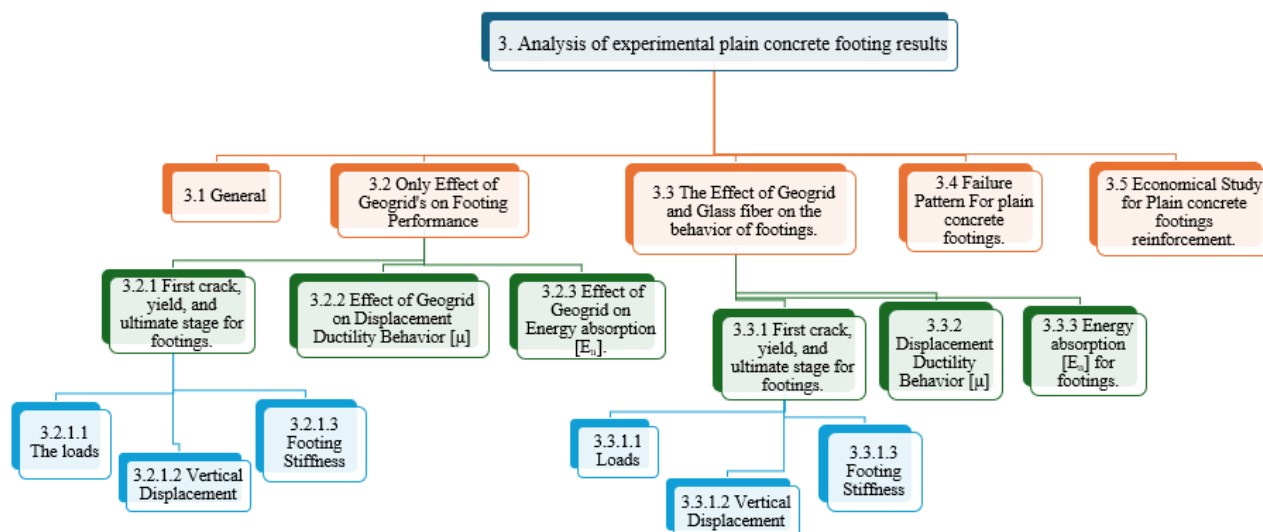 3. Analysis of experimental plain concrete footing results
3.1 General
3.2 Only Effect of
Geogrid's on Footing
Performance
3.3 The Effect of Geogrid
and Glass fiber on the
behavior of footings.
3.4 Failure
Pattern For plain
concrete
footings.
3.5 Economical Study
for Plain concrete
footings
reinforcement.
3.2.1 First crack,
yield, and
ultimate stage for
footings.
3.2.2 Effect of Geogrid
on Displacement
Ductility Behavior [µ]
3.2.3 Effect of
Geogrid on
Energy absorption
[Eₙ].
3.3.1 First crack,
yield, and
ultimate stage for
footings.
3.3.2
Displacement
Ductility
Behavior [µ]
3.3.3 Energy
absorption
[Eₙ] for
footings.
3.2.1.1
The loads
3.2.1.2 Vertical
Displacement
3.2.1.3
Footing
Stiffness
3.3.1.1
Loads
3.3.1.2 Vertical
Displacement
3.3.1.3
Footing
Stiffness